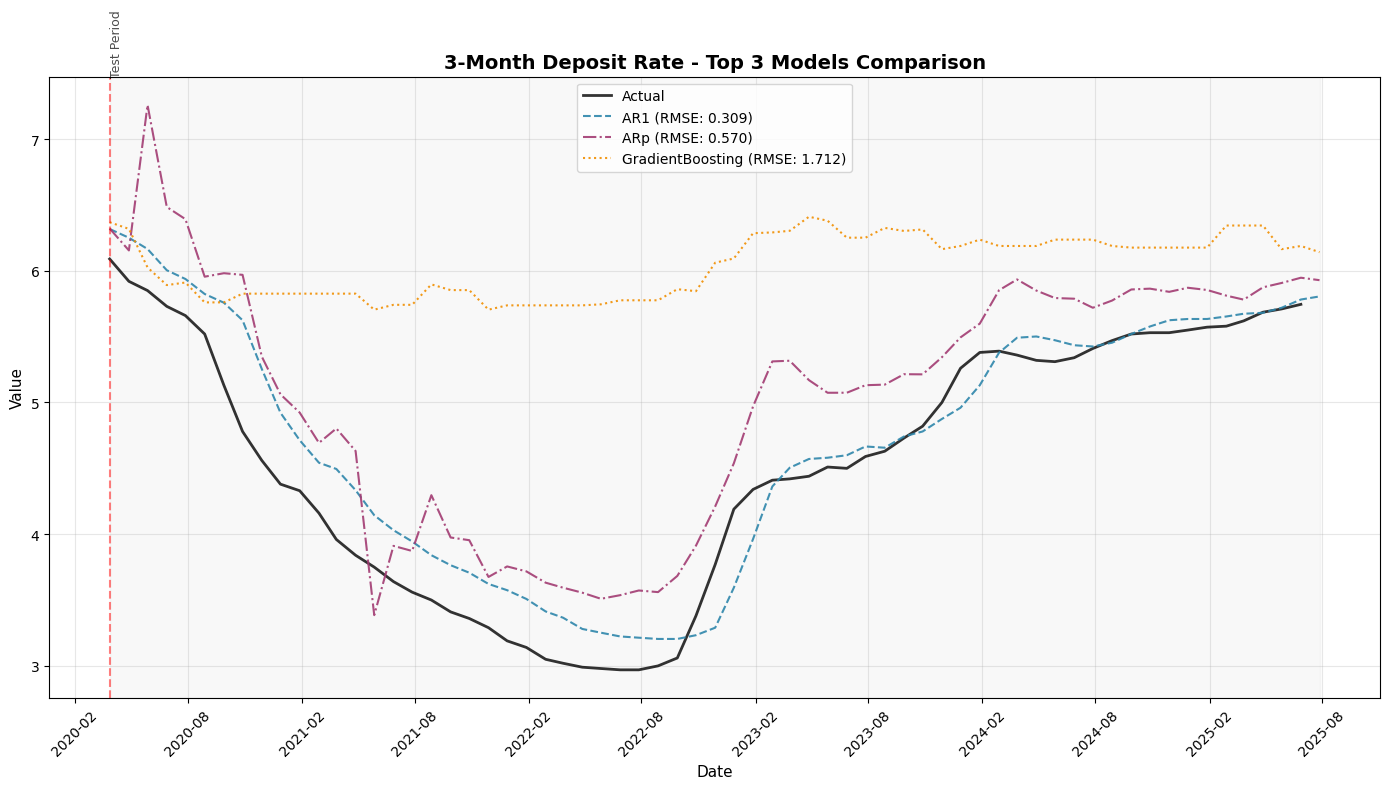 Test Period
3-Month Deposit Rate - Top 3 Models Comparison
Actual
AR1 (RMSE: 0.309)
ARp (RMSE: 0.570)
GradientBoosting (RMSE: 1.712)
Value
7
6
5
4
3
2020-02
2020-08
2021-02
2021-08
2022-02
2022-08
2023-02
2023-08
2024-02
2024-08
2025-02
2025-08
Date